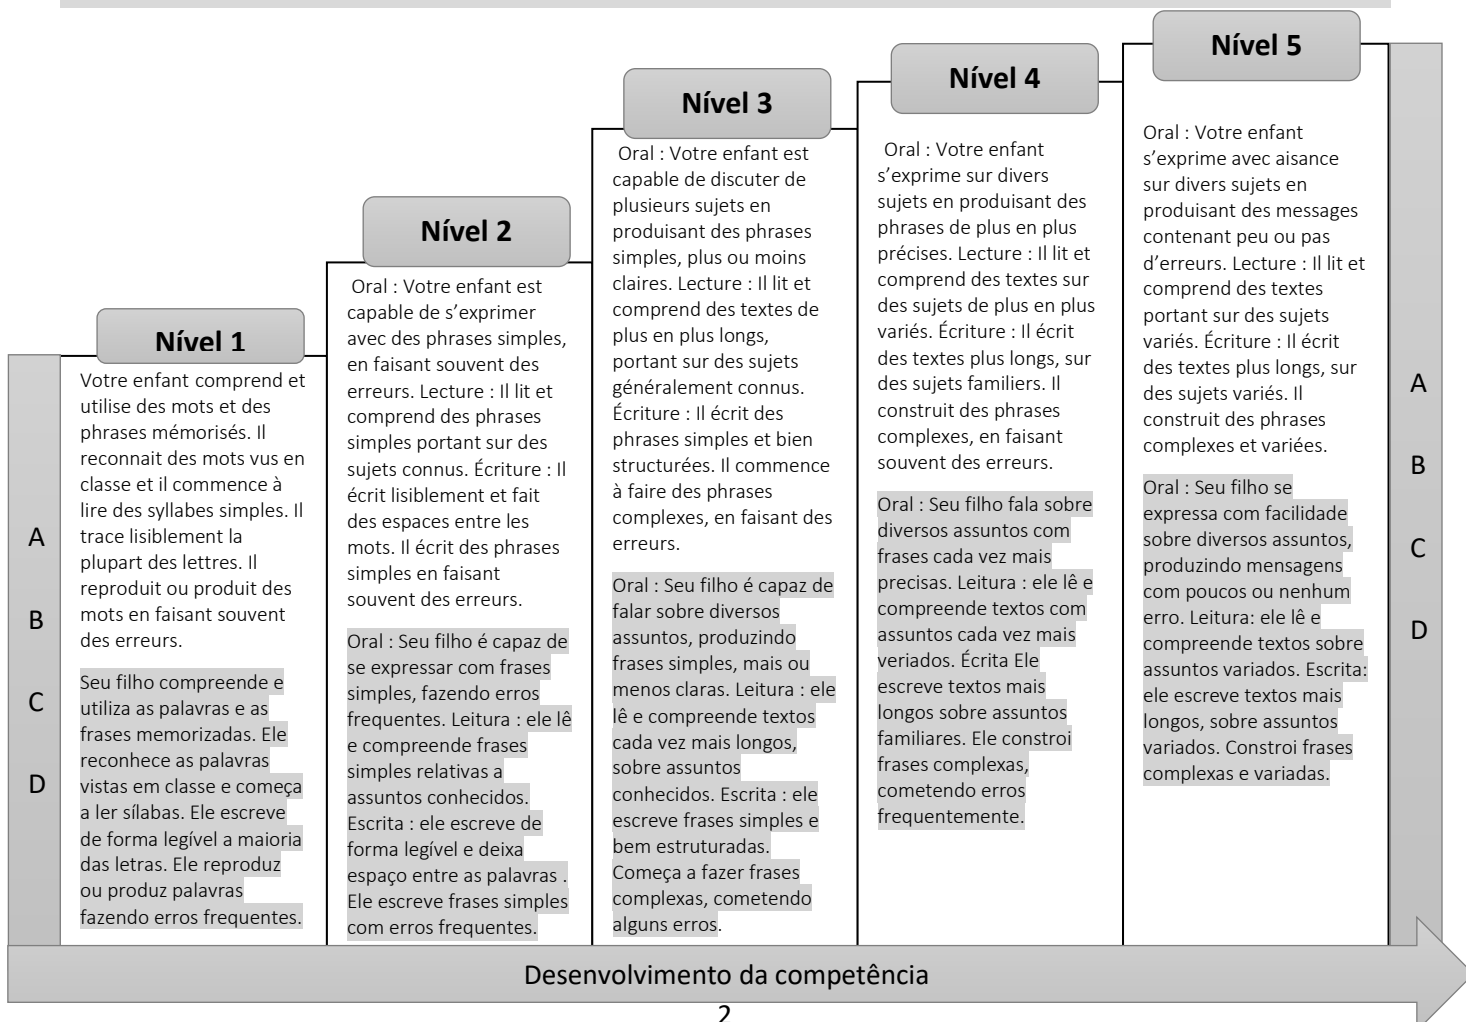 Nível 1
Votre enfant comprend et
utilise des mots et des
phrases mémorisés. Il
reconnait des mots vus en
classe et il commence à
lire des syllabes simples. Il
trace lisiblement la
plupart des lettres. Il
reproduit ou produit des
mots en faisant souvent
des erreurs.
Seu filho compreende e
utiliza as palavras e as
frases memorizadas. Ele
reconhece as palavras
vistas em classe e começa
a ler sílabas. Ele escreve
de forma legível a maioria
das letras. Ele reproduz
ou produz palavras
fazendo erros frequentes.
Nível 2
Oral : Votre enfant est
capable de s’exprimer
avec des phrases simples,
en faisant souvent des
erreurs. Lecture : Il lit et
comprend des phrases
simples portant sur des
sujets connus. Écriture : Il
écrit lisiblement et fait
des espaces entre les
mots. Il écrit des phrases
simples en faisant
souvent des erreurs.
Oral : Seu filho é capaz de
se expressar com frases
simples, fazendo erros
frequentes. Leitura : ele lê
e compreende frases
simples relativas a
assuntos conhecidos.
Escrita : ele escreve de
forma legível e deixa
espaço entre as palavras .
Ele escreve frases simples
com erros frequentes.
Nível 3
Oral : Votre enfant est
capable de discuter de
plusieurs sujets en
produisant des phrases
simples, plus ou moins
claires. Lecture : Il lit et
comprend des textes de
plus en plus longs,
portant sur des sujets
généralement connus.
Écriture : Il écrit des
phrases simples et bien
structurées. Il commence
à faire des phrases
complexes, en faisant des
erreurs.
Oral : Seu filho é capaz de
falar sobre diversos
assuntos, produzindo
frases simples, mais ou
menos claras. Leitura : ele
lê e compreende textos
cada vez mais longos,
sobre assuntos
conhecidos. Escrita : ele
escreve frases simples e
bem estruturadas.
Começa a fazer frases
complexas, cometendo
alguns erros.
Nível 4
Oral : Votre enfant
s’exprime sur divers
sujets en produisant des
phrases de plus en plus
précises. Lecture : Il lit et
comprend des textes sur
des sujets de plus en plus
variés. Écriture : Il écrit
des textes plus longs, sur
des sujets familiers. Il
construit des phrases
complexes, en faisant
souvent des erreurs.
Oral : Seu filho fala sobre
diversos assuntos com
frases cada vez mais
precisas. Leitura : ele lê e
compreende textos com
assuntos cada vez mais
veriados. Écrita Ele
escreve textos mais
longos sobre assuntos
familiares. Ele constroi
frases complexas,
cometendo erros
frequentemente.
Nível 5
Oral : Votre enfant
s’exprime avec aisance
sur divers sujets en
produisant des messages
contenant peu ou pas
d’erreurs. Lecture : Il lit et
comprend des textes
portant sur des sujets
variés. Écriture : Il écrit
des textes plus longs, sur
des sujets variés. Il
construit des phrases
complexes et variées.
Oral : Seu filho se
expressa com facilidade
sobre diversos assuntos,
produzindo mensagens
com poucos ou nenhum
erro. Leitura: ele lê e
compreende textos sobre
assuntos variados. Escrita:
ele escreve textos mais
longos, sobre assuntos
variados. Constroi frases
complexas e variadas.
A
B
C
D
A
B
C
D
Desenvolvimento da competência
2